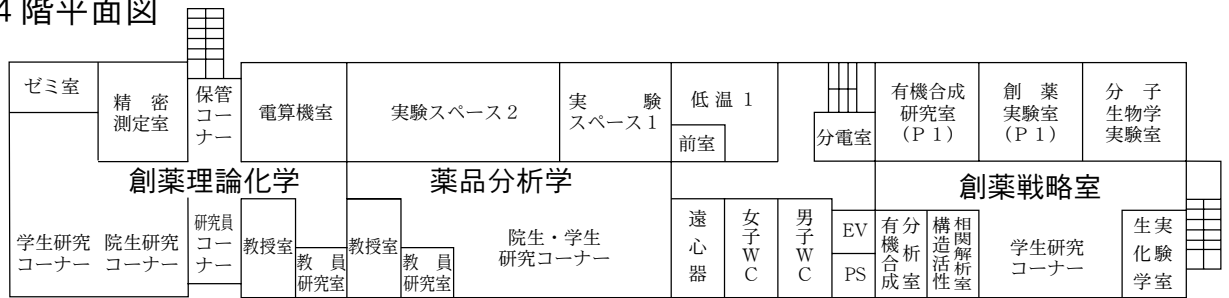 4階平面図
ゼミ室
精 密
測定室
保管
コー
ナー
電算機室
実験スペース2
実 験
スペース1
低 温 1
前室
分電室
有機合成
研究室
(P1)
創 薬
実験室
(P1)
分 子
生物学
実験室
創薬理論化学
薬品分析学
創薬戦略室
学生研究
コーナー
院生研究
コーナー
研究員
コー
ナー
教授室
教 員
研究室
教授室
教 員
研究室
院生・学生
研究コーナー
遠心器
女子WC
男子WC
EV
PS
有機合成
分析室
構造活性
相関解析室
学生研究
コーナー
生化学
実験室